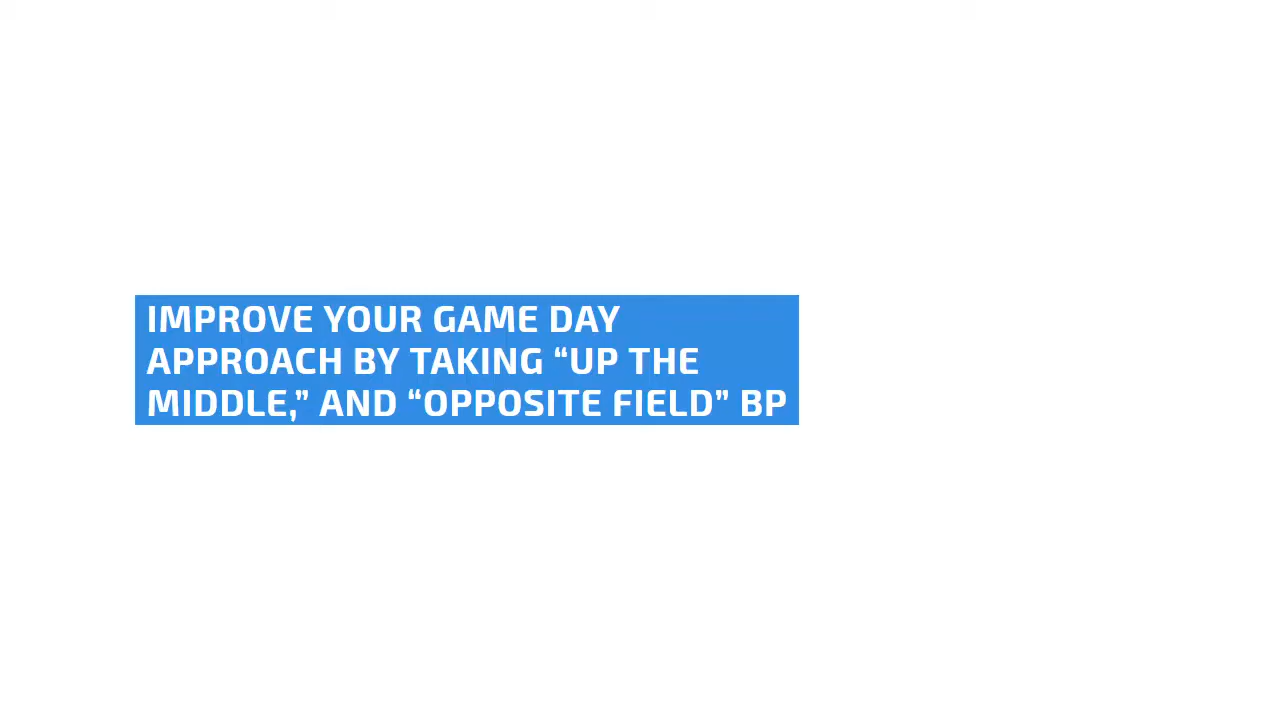 IMPROVE YOUR GAME DAY
APPROACH BY TAKING “UP THE
MIDDLE,” AND “OPPOSITE FIELD” BP